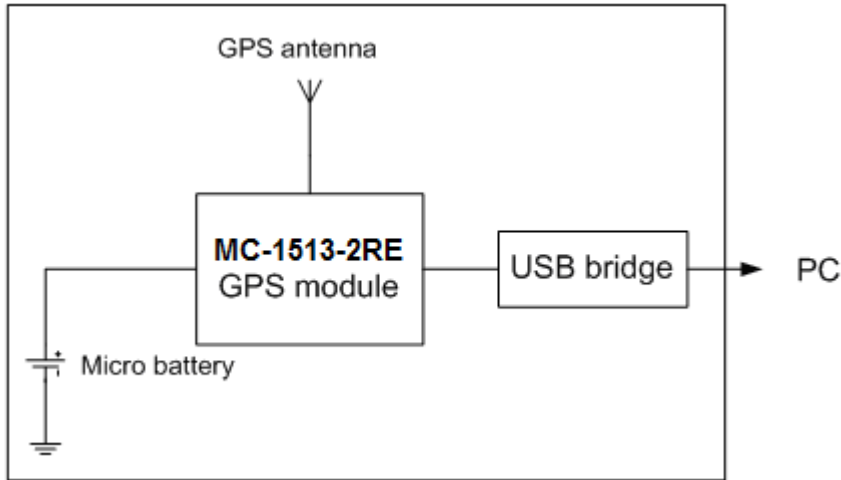 GPS antenna
MC-1513-2RE
GPS module
USB bridge
PC
Micro battery